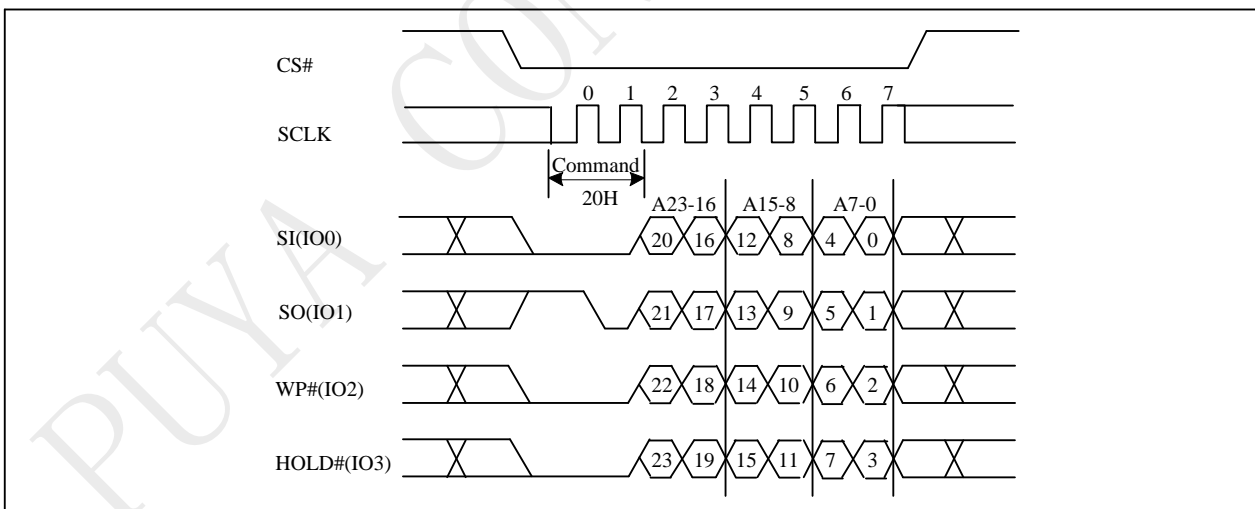 CS#
0 1 2 3 4 5 6 7
SCLK
Command
20H
A23-16 A15-8 A7-0
SI(IO0) 20 16 12 8 4 0
SO(IO1) 21 17 13 9 5 1
WP#(IO2) 22 18 14 10 6 2
HOLD#(IO3) 23 19 15 11 7 3
PUYA